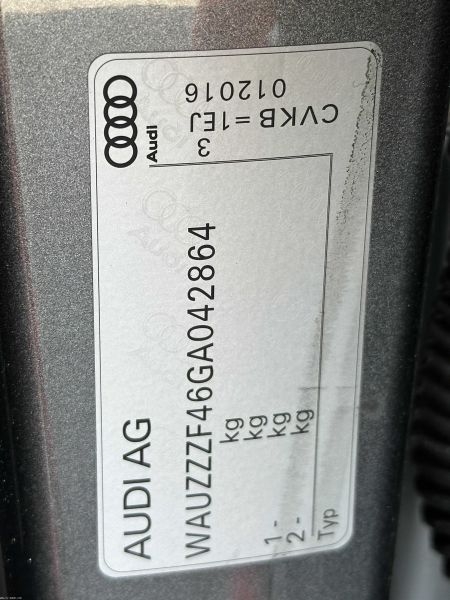 AUDI AG
WAUZZZF46GA042864
kg
kg
1 - kg
2 - kg
Typ
Audi
3
CVKB =1EJ
012016